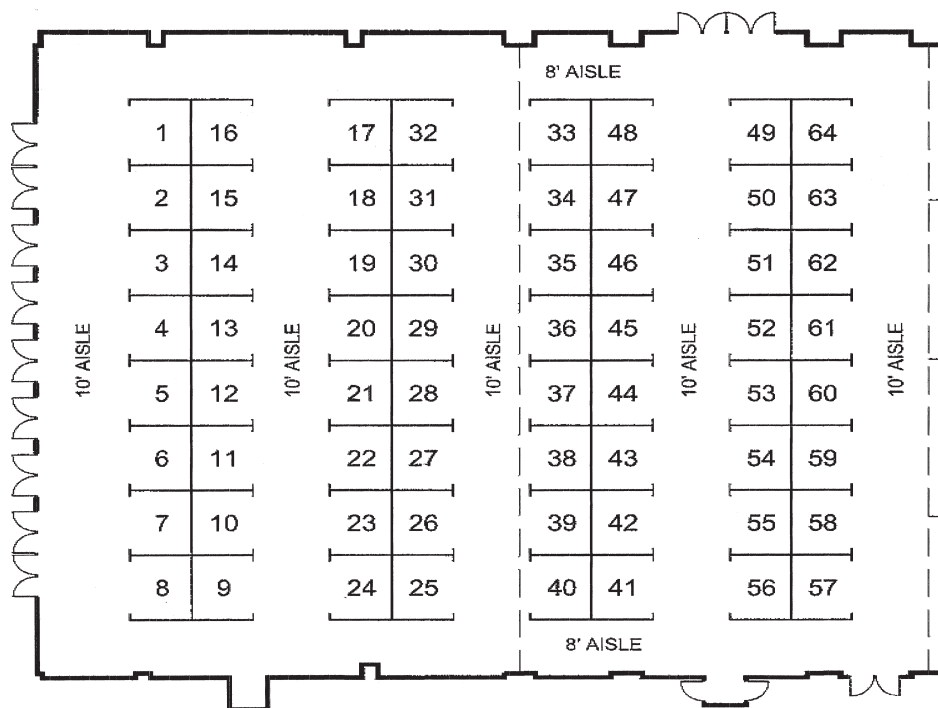 8' AISLE
1 16 17 32 33 48 49 64
2 15 18 31 34 47 50 63
3 14 19 30 35 46 51 62
4 13 20 29 36 45 52 61
10' AISLE 10' AISLE 10' AISLE 10' AISLE 10' AISLE
5 12 21 28 37 44 53 60
6 11 22 27 38 43 54 59
7 10 23 26 39 42 55 58
8 9 24 25 40 41 56 57
8' AISLE